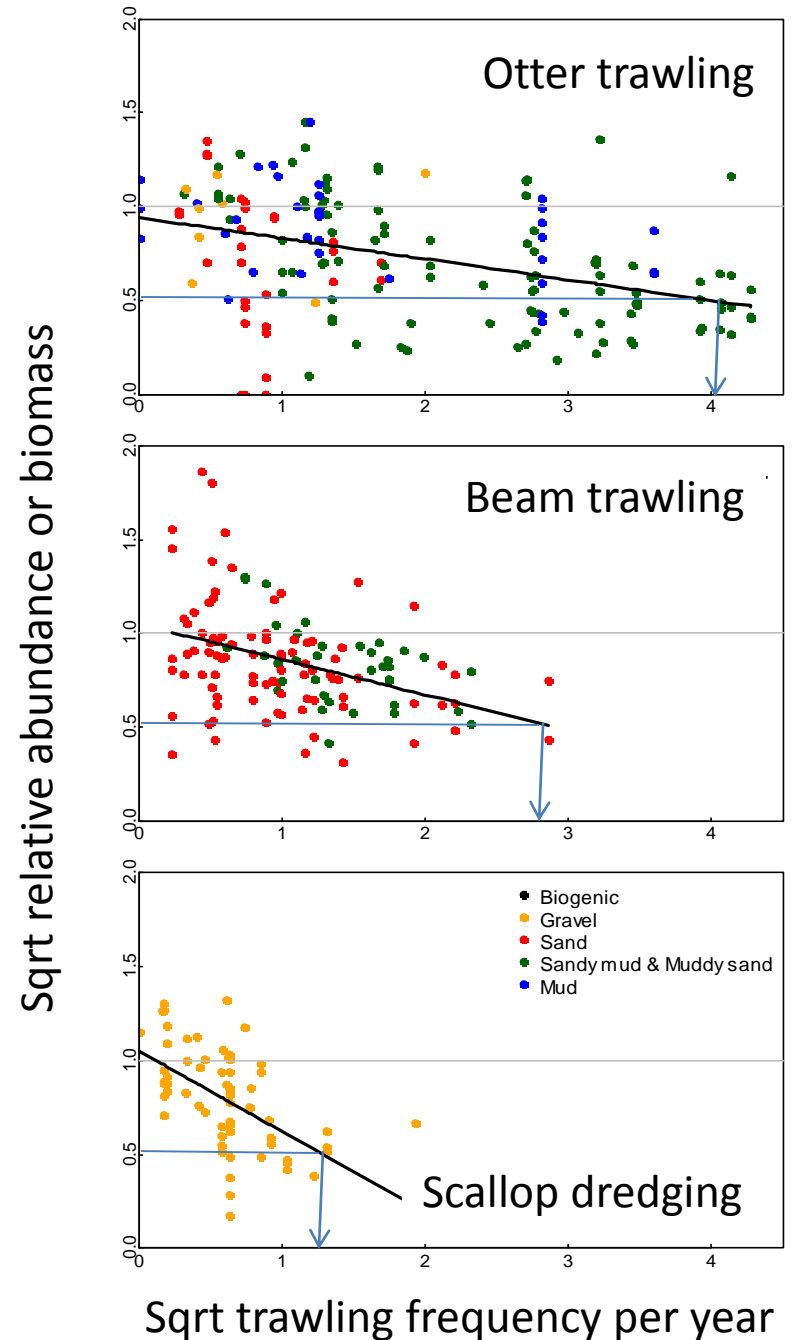 Sqrt relative abundance or biomass
Otter trawling
2.0
1.5
1.0
0.5
0.0
0 1 2 3 4
Beam trawling
2.0
1.5
1.0
0.5
0.0
0 1 2 3 4
Scallop dredging
2.0
1.5
1.0
0.5
0.0
Biogenic
Gravel
Sand
Sandy mud & Muddy sand
Mud
0 1 2 3 4
Sqrt trawling frequency per year